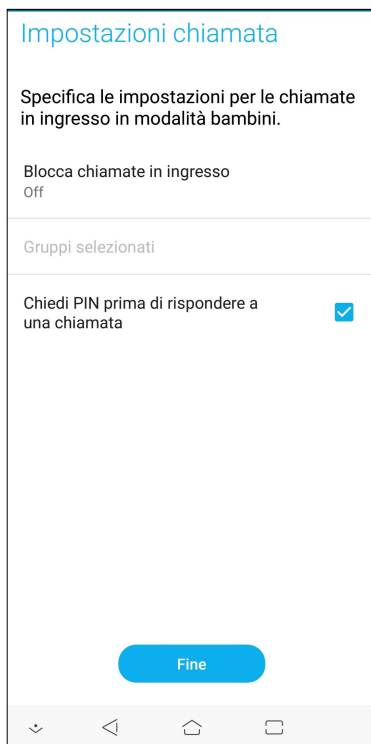 Impostazioni chiamata
Specifica le impostazioni per le chiamate
in ingresso in modalità bambini.
Blocca chiamate in ingresso
Off
Gruppi selezionati
Chiedi PIN prima di rispondere a
una chiamata
Fine